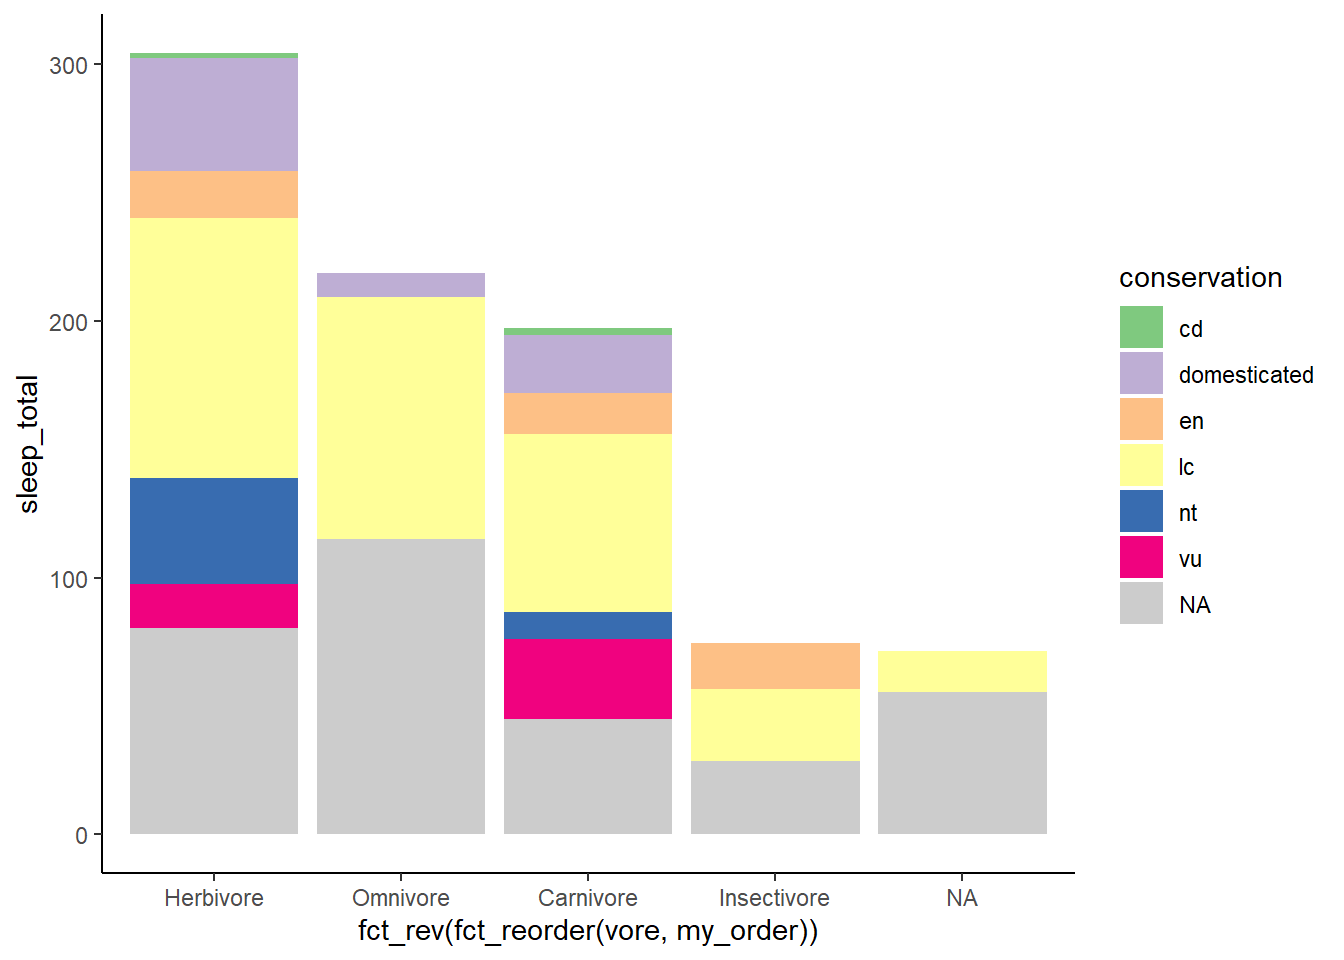 300
200
100
0
sleep_total
Herbivore Omnivore Carnivore Insectivore NA
fct_rev(fct_reorder(vore, my_order))
conservation
cd
domesticated
en
lc
nt
vu
NA